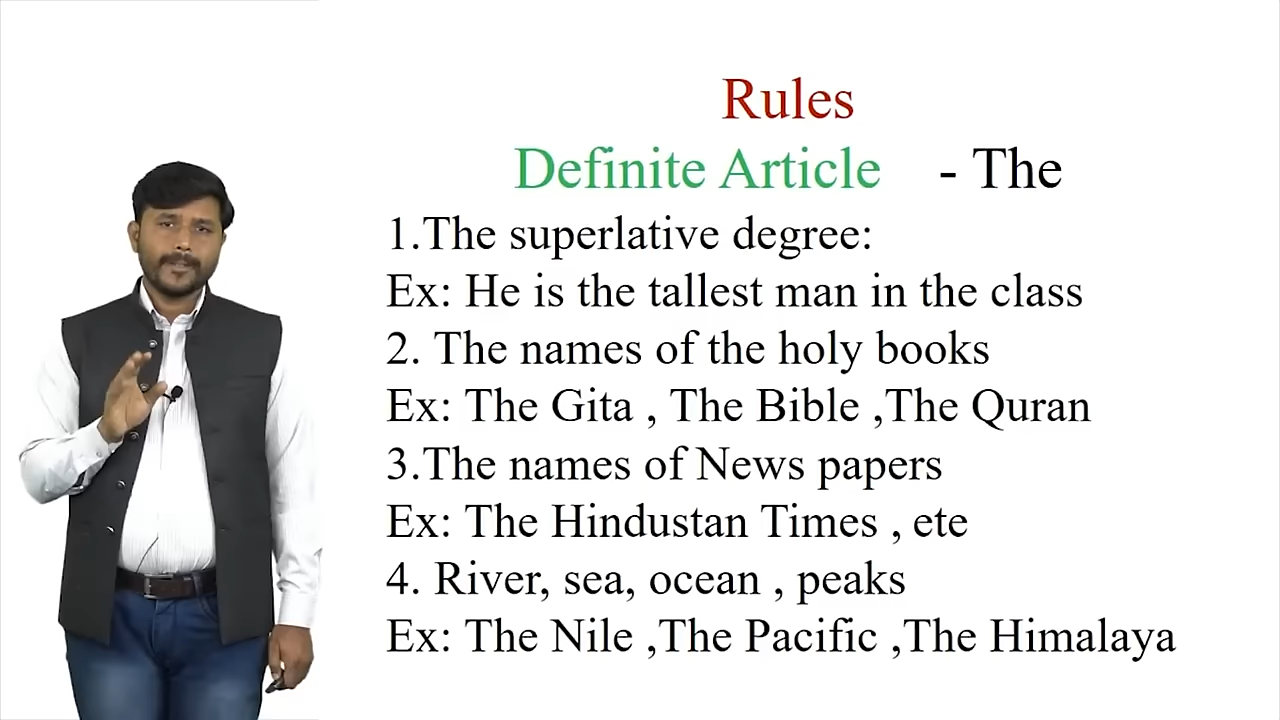 Rules
Definite Article - The
1.The superlative degree:
Ex: He is the tallest man in the class
2. The names of the holy books
Ex: The Gita , The Bible ,The Quran
3.The names of News papers
Ex: The Hindustan Times , ete
4. River, sea, ocean , peaks
Ex: The Nile ,The Pacific ,The Himalaya